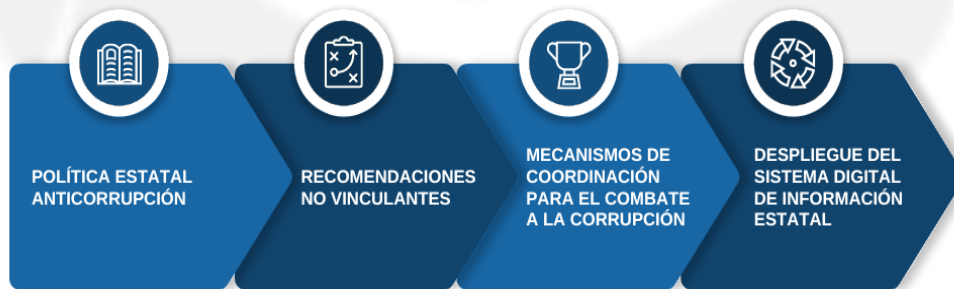 POLÍTICA ESTATAL
ANTICORRUPCIÓN
RECOMENDACIONES
NO VINCULANTES
MECANISMOS DE
COORDINACIÓN
PARA EL COMBATE
A LA CORRUPCIÓN
DESPLIEGUE DEL
SISTEMA DIGITAL
DE INFORMACIÓN
ESTATAL